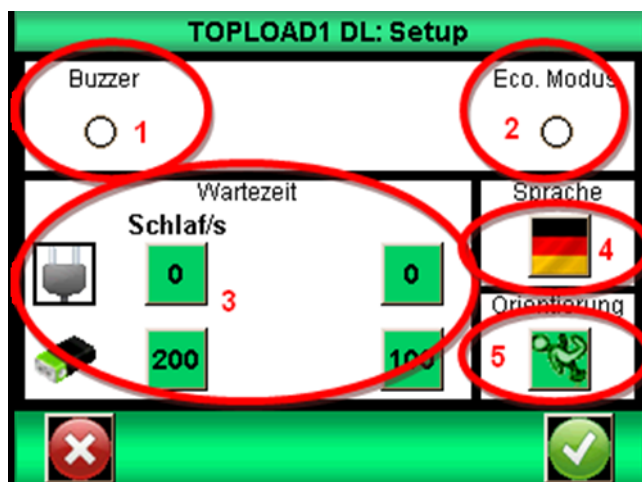 TOPLOAD1 DL: Setup
Buzzer
Eco. Modus
1
2
Wartezeit
Sprache
Schlaf/s
4
0
0
3
Orientierung
200
100
5